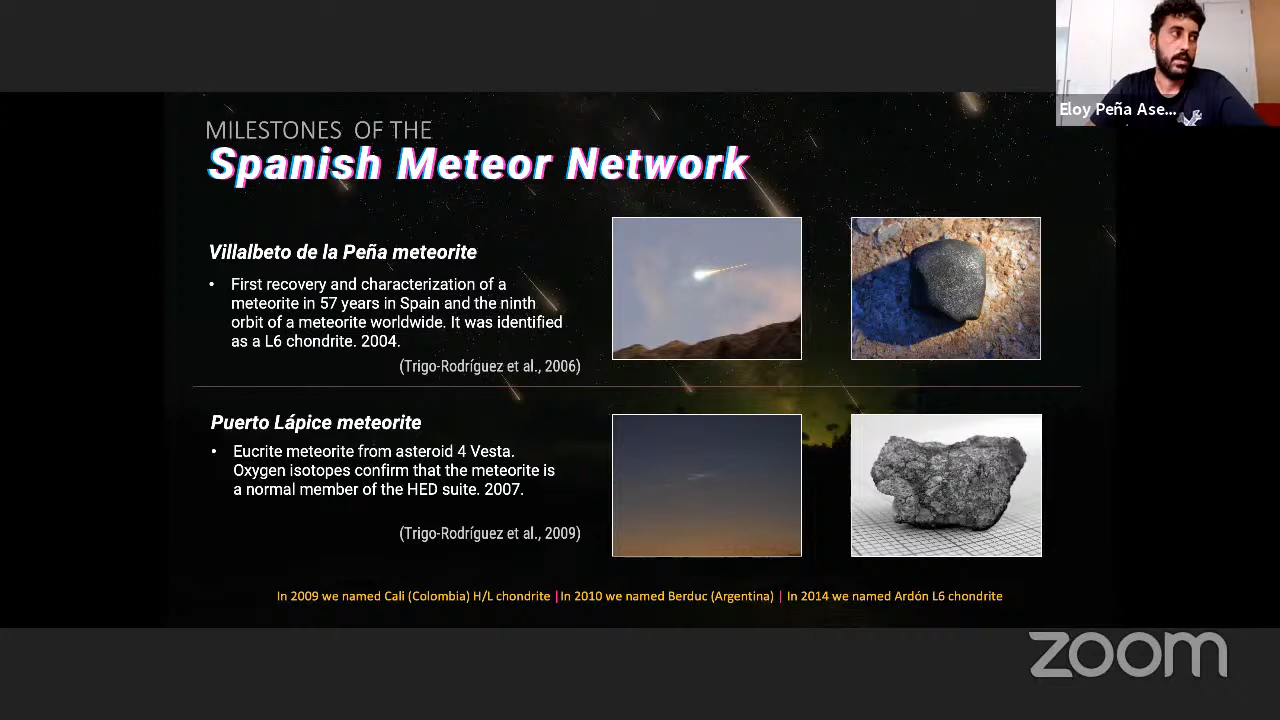 Eloy Peña Ase...
MILESTONES OF THE
Spanish Meteor Network
Villalbeto de la Peña meteorite
• First recovery and characterization of a
meteorite in 57 years in Spain and the ninth
orbit of a meteorite worldwide. It was identified
as a L6 chondrite. 2004.
(Trigo-Rodríguez et al., 2006)
Puerto Lápice meteorite
• Eucrite meteorite from asteroid 4 Vesta.
Oxygen isotopes confirm that the meteorite is
a normal member of the HED suite. 2007.
(Trigo-Rodríguez et al., 2009)
In 2009 we named Cali (Colombia) H/L chondrite | In 2010 we named Berduc (Argentina) | In 2014 we named Ardón L6 chondrite
zoom